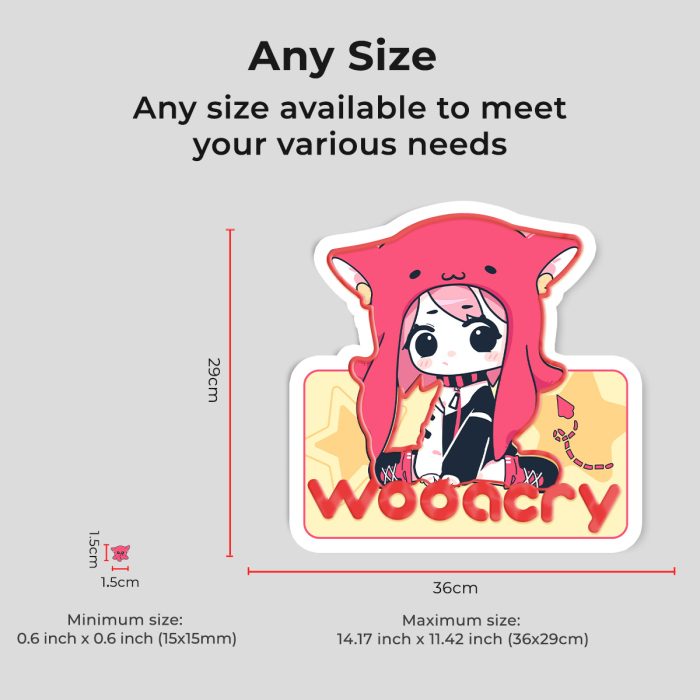 Any Size
Any size available to meet
your various needs
29cm
wooacry
1.5cm
1.5cm
36cm
Minimum size:
0.6 inch x 0.6 inch (15x15mm)
Maximum size:
14.17 inch x 11.42 inch (36x29cm)